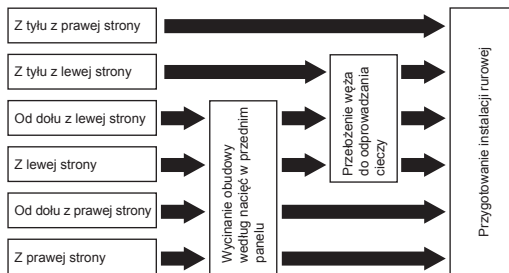 Z tyłu z prawej strony
Z tyłu z lewej strony
Od dołu z lewej strony
Z lewej strony
Od dołu z prawej strony
Z prawej strony
Wycinanie obudowy
według nacięć w przednim
panelu
Przełożenie węża
do odprowadzania
cieczy
Przygotowanie instalacji rurowej